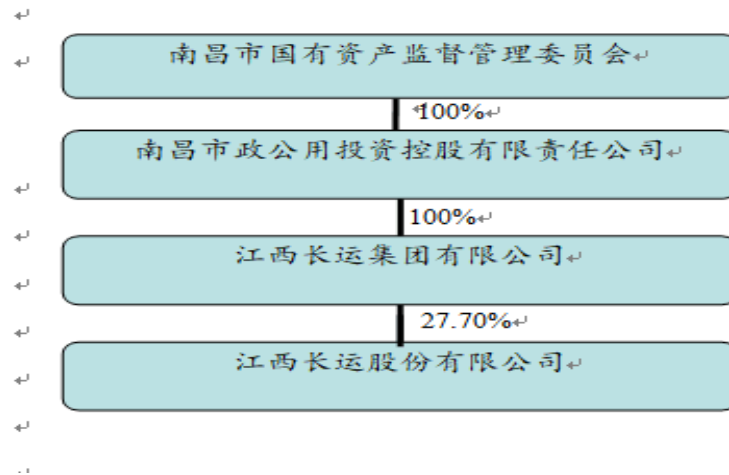 南昌市国有资产监督管理委员会
100%
南昌市政公用投资控股有限责任公司
100%
江西长运集团有限公司
27.70%
江西长运股份有限公司